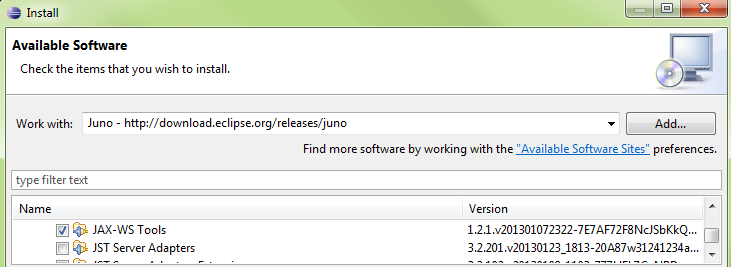 Install
Available Software
Check the items that you wish to install.
Work with: Juno - http://download.eclipse.org/releases/juno Add...
Find more software by working with the "Available Software Sites" preferences.
type filter text
Name Version
JAX-WS Tools 1.2.1.v201301072322-7E7AF72F8NcJSbKkQ...
JST Server Adapters 3.2.201.v20130123_1813-20A87w31241234a...